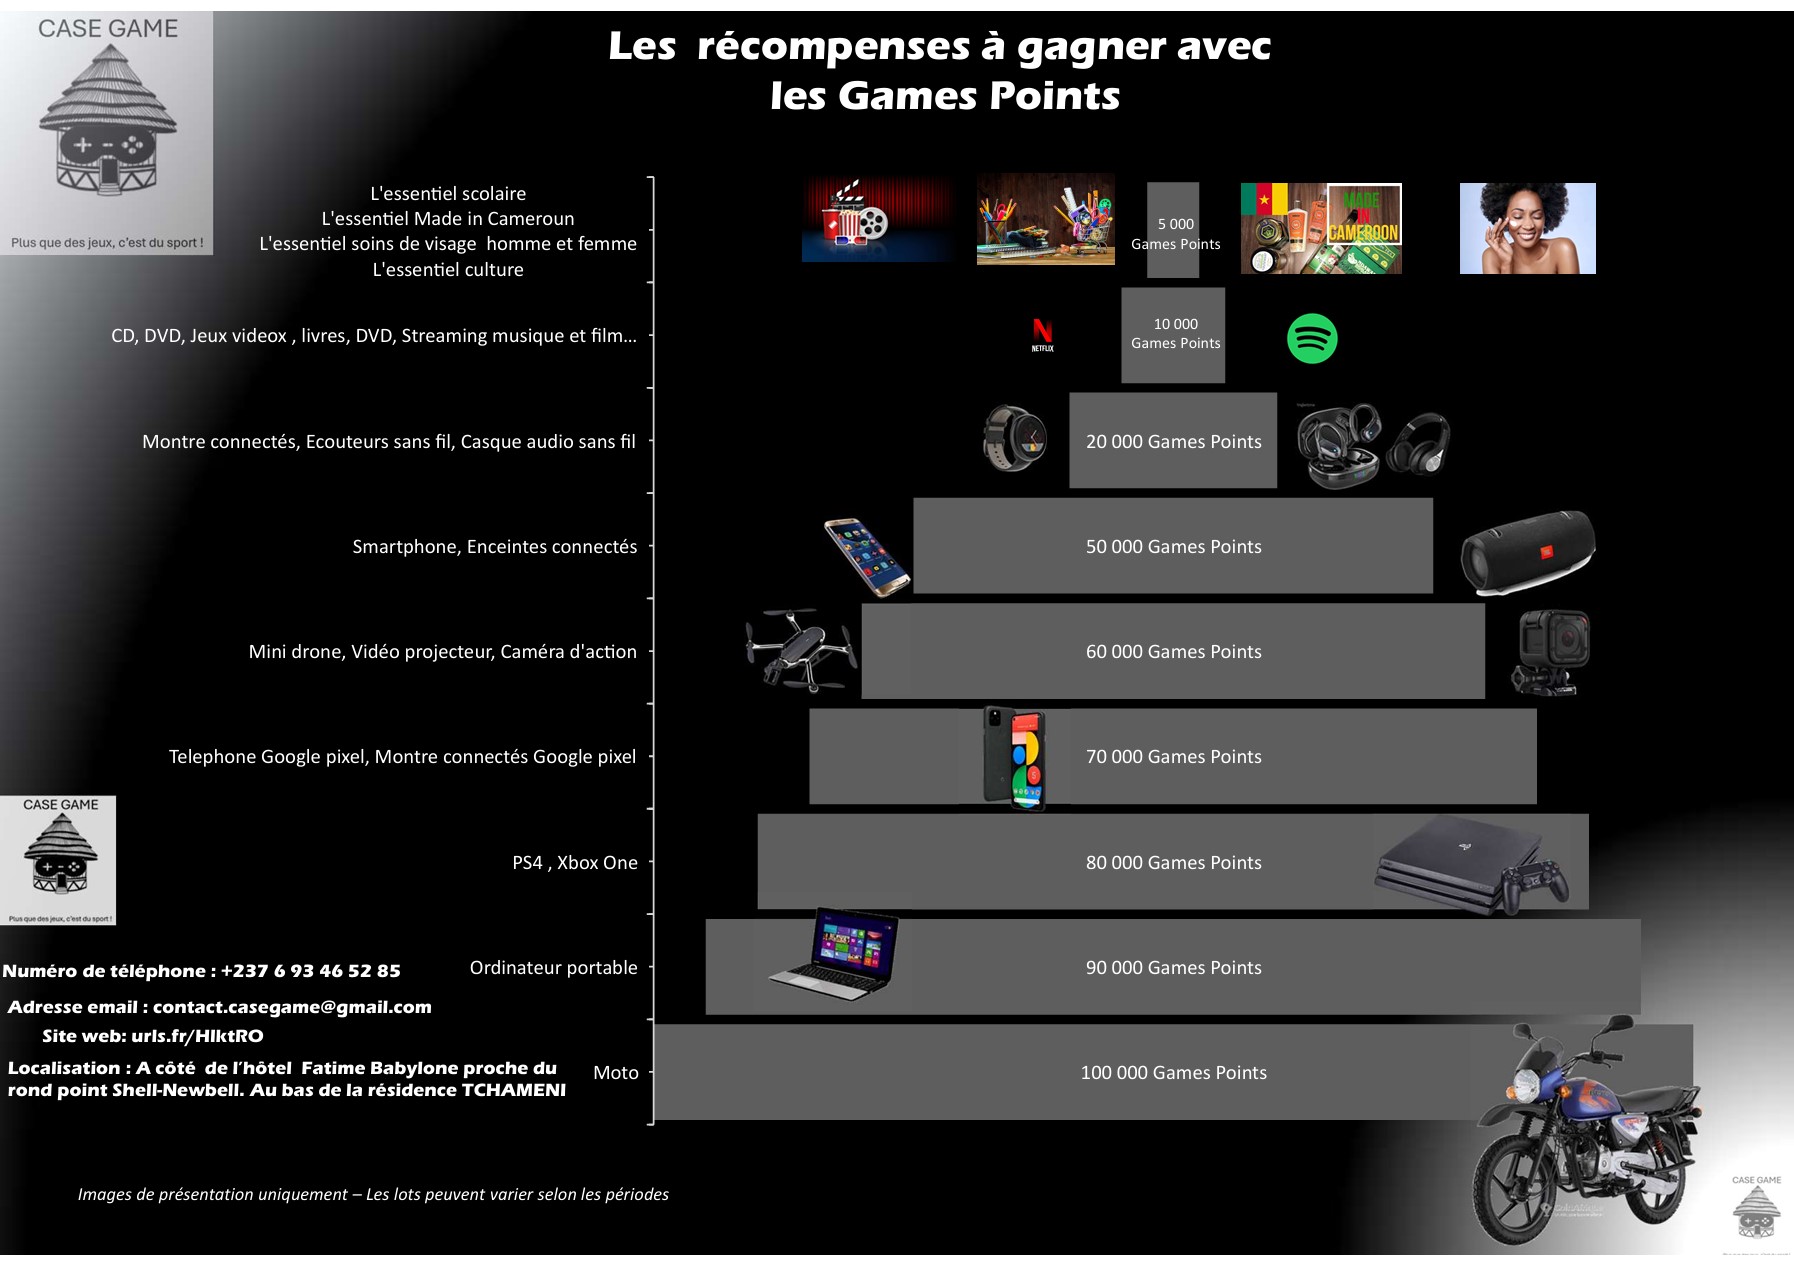 CASE GAME
Plus que des jeux, c'est du sport !
Les récompenses à gagner avec
les Games Points
L'essentiel scolaire
L'essentiel Made in Cameroun
L'essentiel soins de visage homme et femme
L'essentiel culture
5 000
Games Points
MADE
IN
CAMEROON
CD, DVD, Jeux videox , livres, DVD, Streaming musique et film...
NETFLIX
10 000
Games Points
Montre connectés, Ecouteurs sans fil, Casque audio sans fil
20 000 Games Points
Smartphone, Enceintes connectés
50 000 Games Points
Mini drone, Vidéo projecteur, Caméra d'action
60 000 Games Points
Telephone Google pixel, Montre connectés Google pixel
70 000 Games Points
PS4 , Xbox One
80 000 Games Points
CASE GAME
Plus que des jeux, c'est du sport !
Ordinateur portable
90 000 Games Points
Numéro de téléphone : +237 6 93 46 52 85
Adresse email : contact.casegame@gmail.com
Site web: urls.fr/HlktRO
Localisation : A côté de l'hôtel Fatime Babylone proche du
rond point Shell-Newbell. Au bas de la résidence TCHAMENI
Moto
100 000 Games Points
Images de présentation uniquement – Les lots peuvent varier selon les périodes
CASE GAME